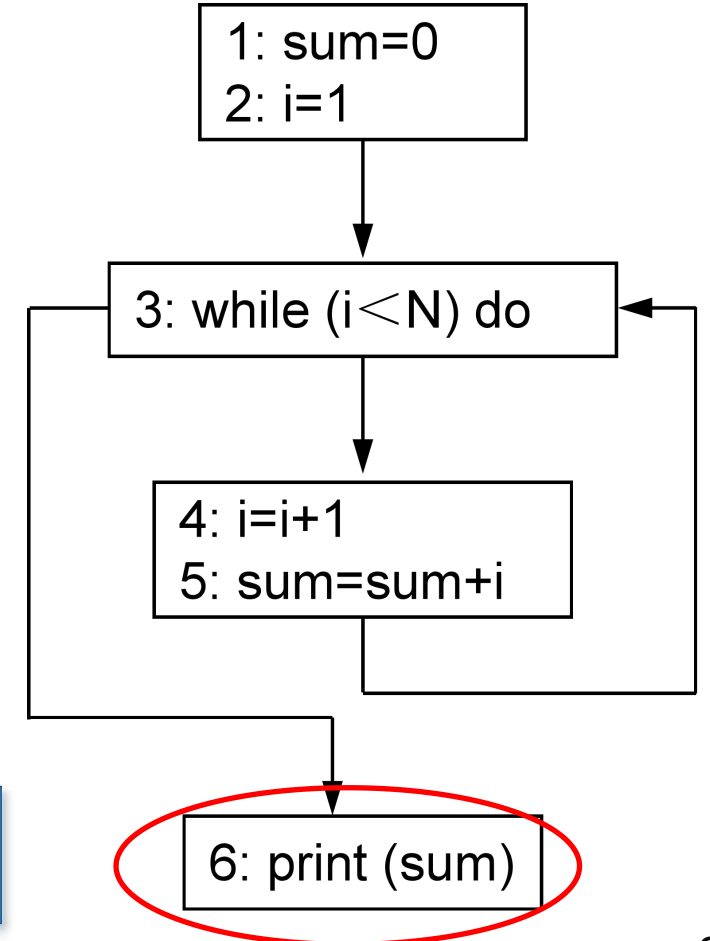 1: sum=0
2: i=1
3: while (i<N) do
4: i=i+1
5: sum=sum+i
6: print (sum)